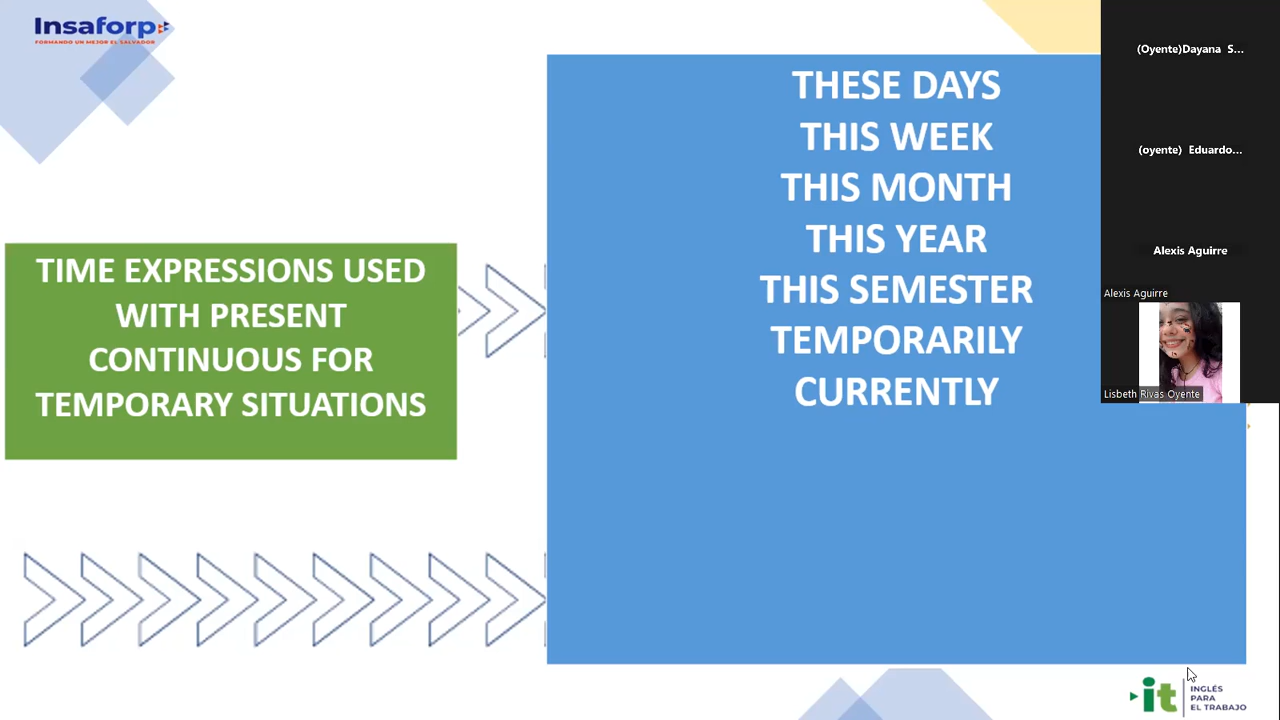 Insaforp
FORMANDO UN MEJOR EL SALVADOR
THESE DAYS
THIS WEEK
THIS MONTH
THIS YEAR
THIS SEMESTER
TEMPORARILY
CURRENTLY
TIME EXPRESSIONS USED
WITH PRESENT
CONTINUOUS FOR
TEMPORARY SITUATIONS
(Oyente)Dayana S...
(oyente) Eduardo...
Alexis Aguirre
Alexis Aguirre
Lisbeth Rivas Oyente
it
INGLÉS
PARA
EL TRABAJO